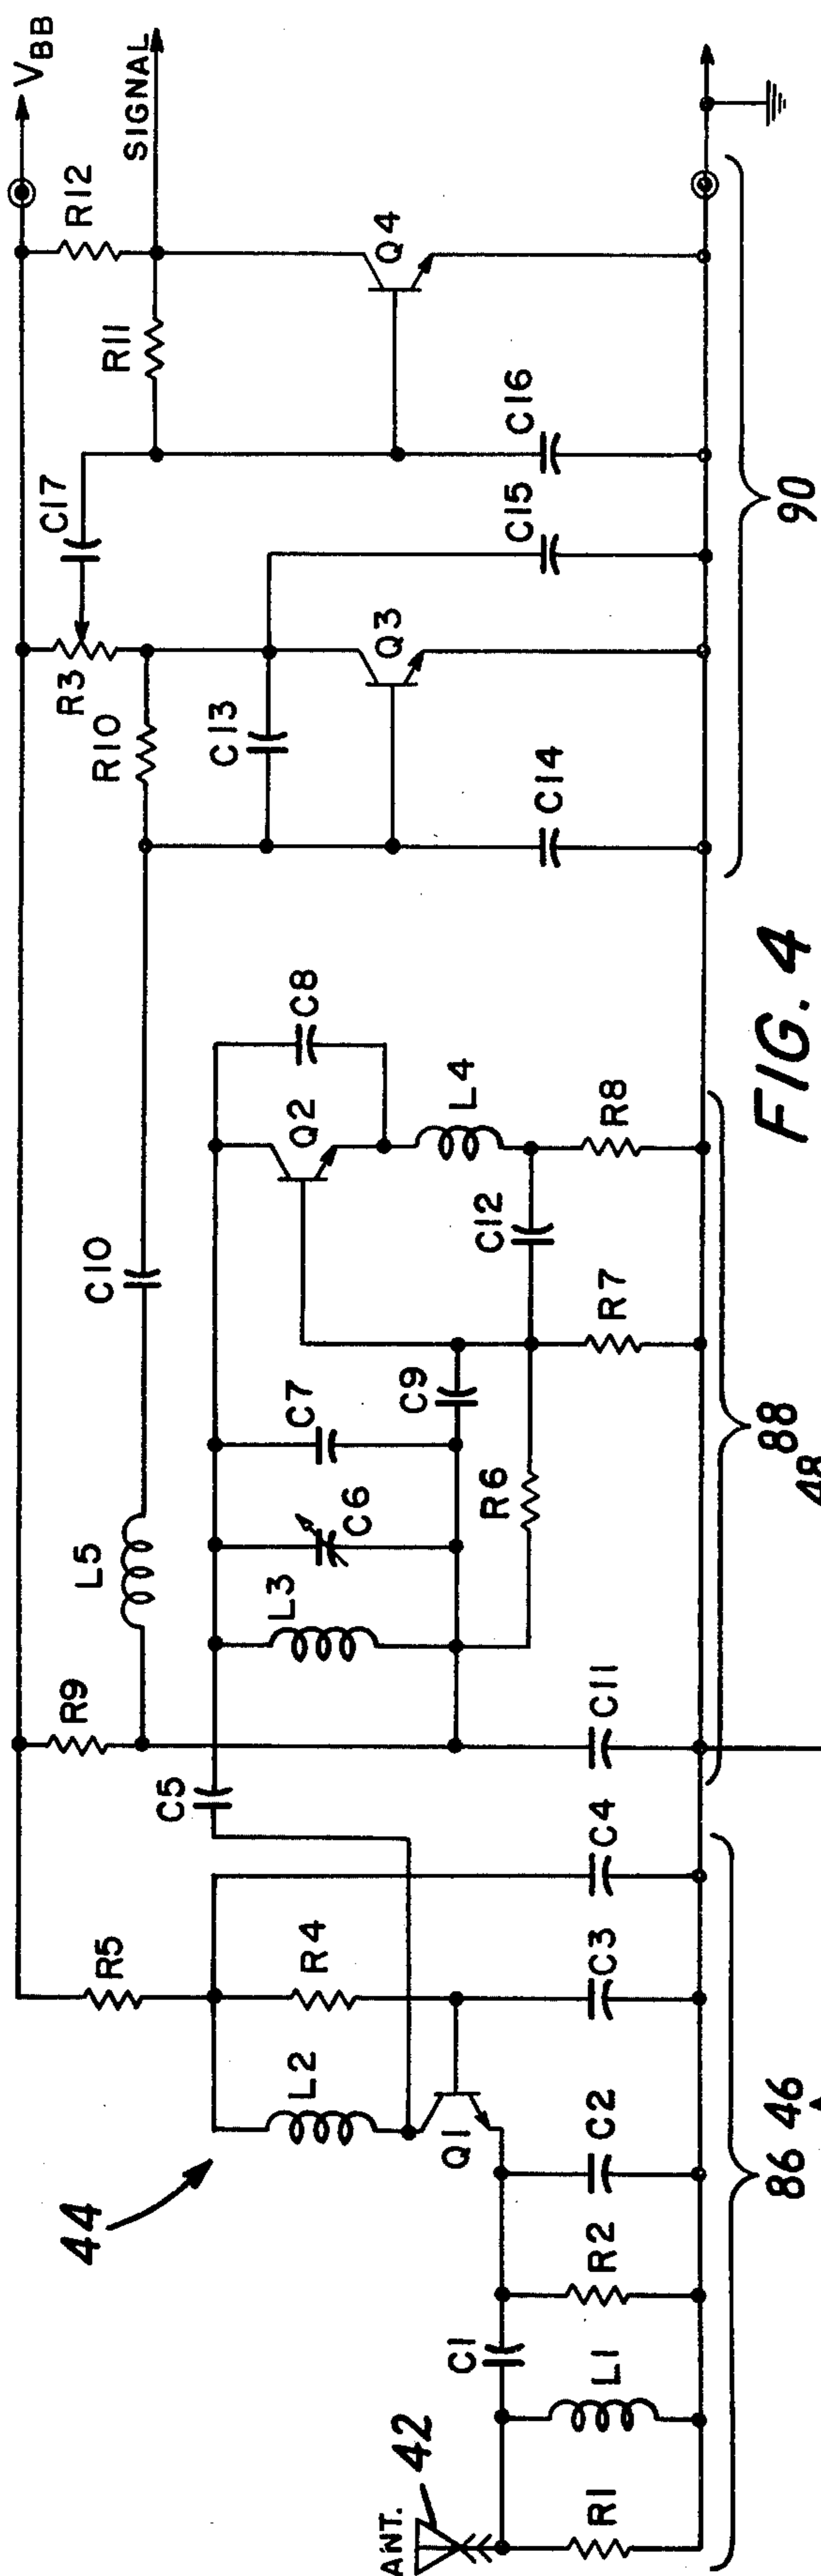 VBB
SIGNAL
R12
R11
Q4
C17
C16
C15
R3
R10
C13
Q3
C14
90
FIG. 4
C10
L5
C8
Q2
L4
R8
C12
R7
C7
C9
C6
R6
L3
R9
C11
88
48
C5
C4
R5
R4
C3
L2
Q1
C2
44
R2
C1
L1
86
46
ANT.
42
R1